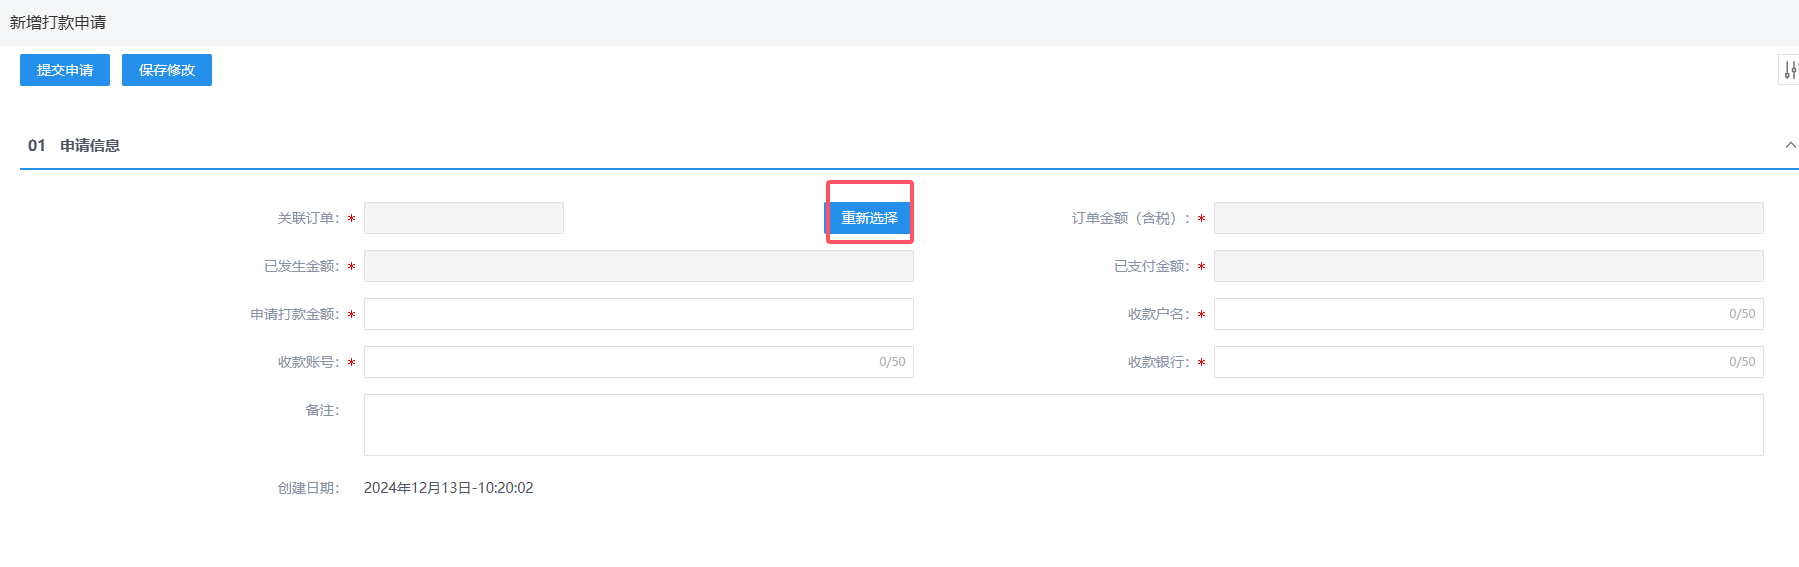 新增打款申请
提交申请 保存修改
01 申请信息
关联订单：* 重新选择 订单金额（含税）：*
已发生金额：* 已支付金额：*
申请打款金额：* 收款户名：* 0/50
收款账号：* 0/50 收款银行：* 0/50
备注：
创建日期： 2024年12月13日-10:20:02